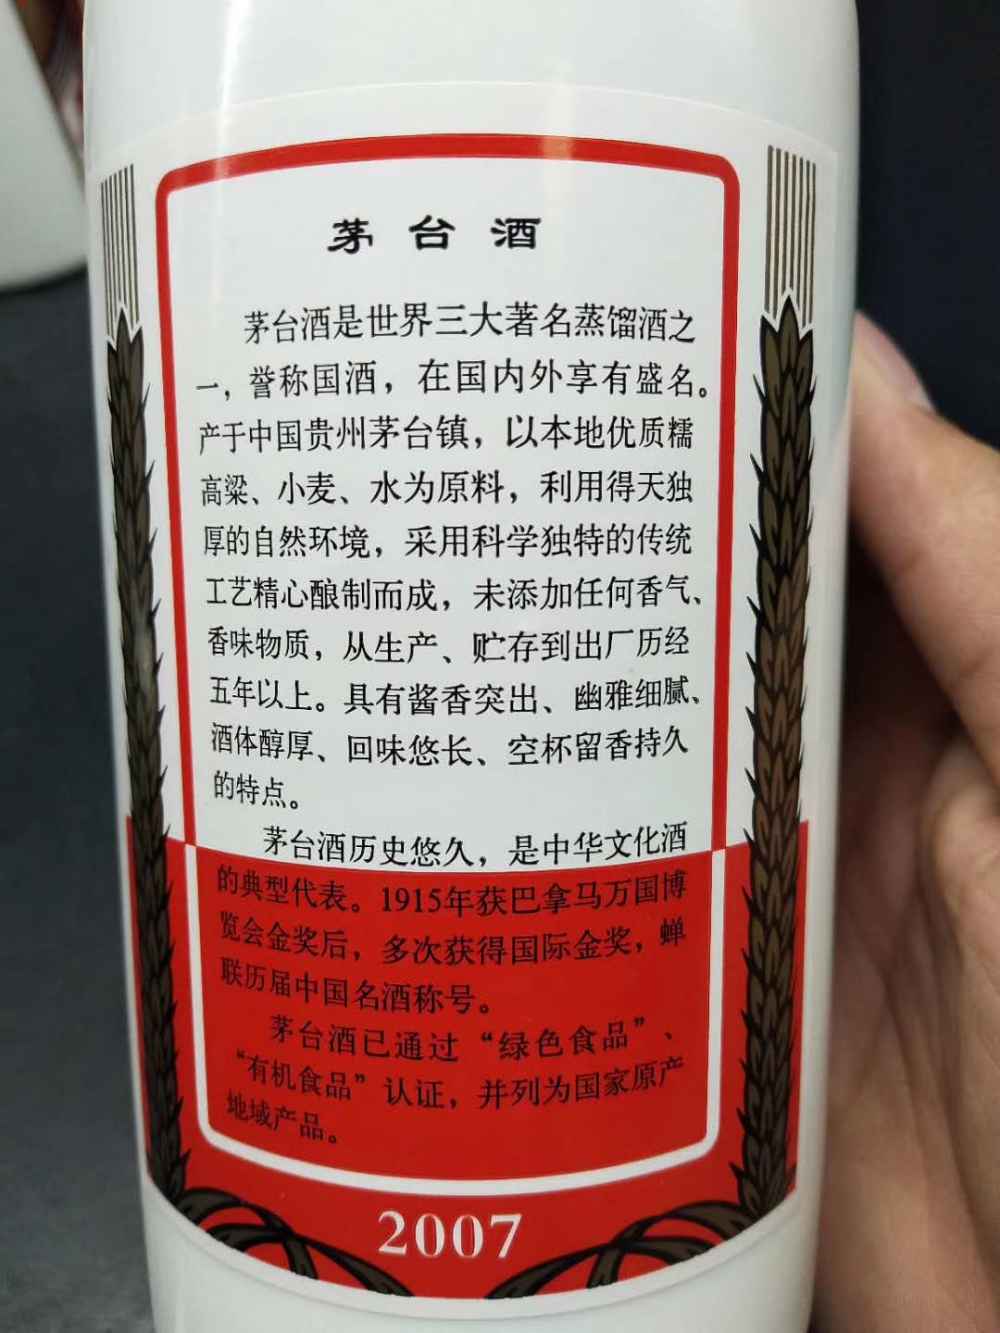 茅台酒
茅台酒是世界三大著名蒸馏酒之
一，誉称国酒，在国内外享有盛名。
产于中国贵州茅台镇，以本地优质糯
高粱、小麦、水为原料，利用得天独
厚的自然环境，采用科学独特的传统
工艺精心酿制而成，未添加任何香气、
香味物质，从生产、贮存到出厂历经
五年以上。具有酱香突出、幽雅细腻、
酒体醇厚、回味悠长、空杯留香持久
的特点。
茅台酒历史悠久，是中华文化酒
的典型代表。1915年获巴拿马万国博
览会金奖后，多次获得国际金奖，蝉
联历届中国名酒称号。
茅台酒已通过“绿色食品”、
“有机食品”认证，并列为国家原产
地域产品。
2007